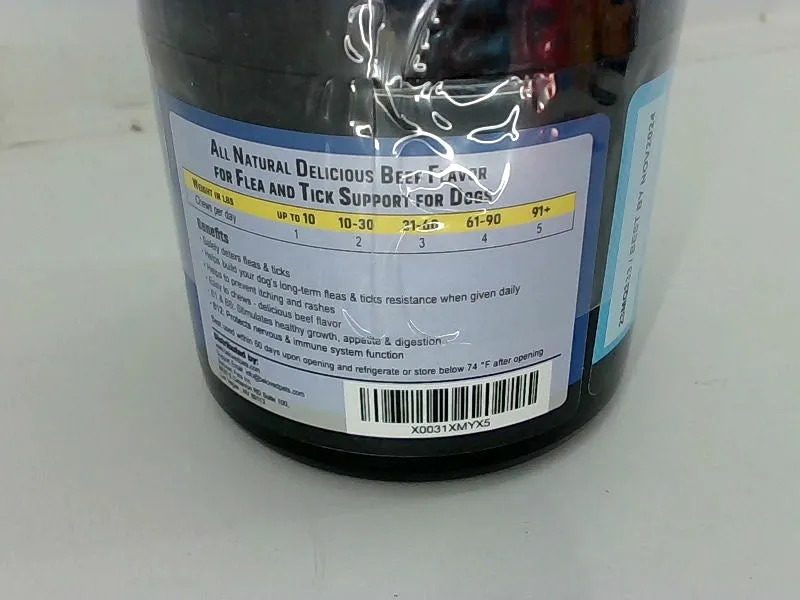 ALL NATURAL DELICIOUS BEEF FLAVOR
FOR FLEA AND TICK SUPPORT FOR DOGS
WEIGHT IN LBS UP TO 10 10-30 31-60 61-90 91+
Chews per day 1 2 3 4 5
Benefits
· Safely deters fleas & ticks
· Helps build your dog's long-term fleas & ticks resistance when given daily
· Helps to prevent itching and rashes
· Easy to chews - delicious beef flavor
· B1 & B6: Stimulates healthy growth, appetite & digestion
· B12: Protects nervous & immune system function
Best used within 60 days upon opening and refrigerate or store below 74 °F after opening
Distributed by:
Suite 100,
X0031XMYX5
/ BEST BY NOV2024